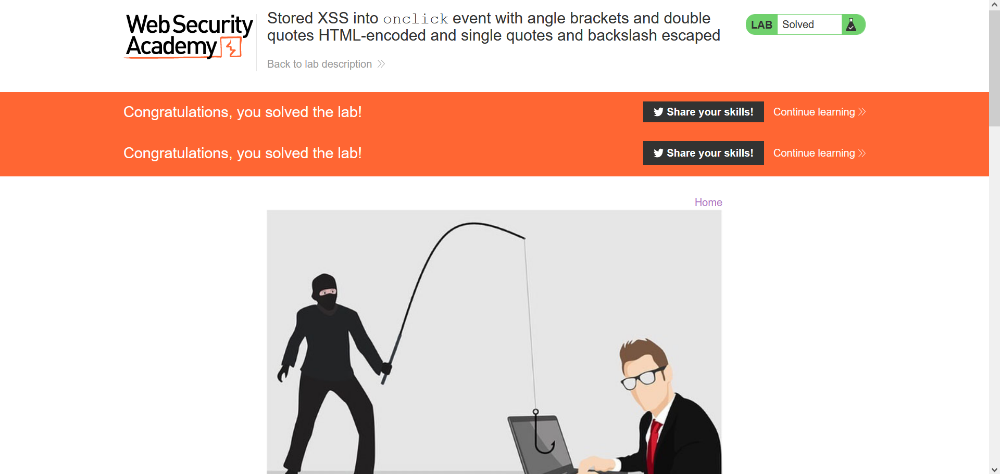 Web Security
Academy
Stored XSS into onclick event with angle brackets and double
quotes HTML-encoded and single quotes and backslash escaped
Back to lab description
LAB Solved
Congratulations, you solved the lab!
Share your skills!
Continue learning
Congratulations, you solved the lab!
Share your skills!
Continue learning
Home